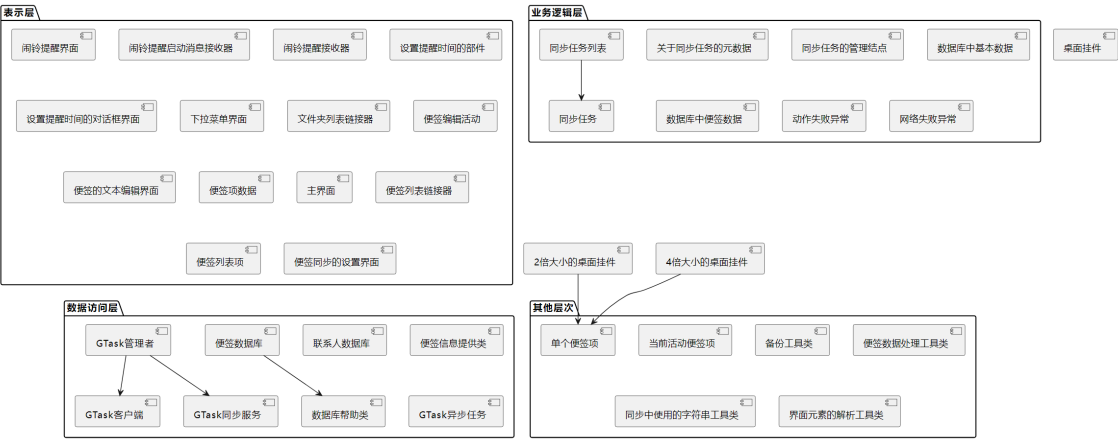 表示层
闹铃提醒界面
闹铃提醒启动消息接收器
闹铃提醒接收器
设置提醒时间的部件
设置提醒时间的对话框界面
下拉菜单界面
文件夹列表链接器
便签编辑活动
便签的文本编辑界面
便签项数据
主界面
便签列表链接器
便签列表项
便签同步的设置界面
业务逻辑层
同步任务列表
关于同步任务的元数据
同步任务的管理结点
数据库中基本数据
同步任务
数据库中便签数据
动作失败异常
网络失败异常
桌面挂件
2倍大小的桌面挂件
4倍大小的桌面挂件
数据访问层
GTask管理者
便签数据库
联系人数据库
便签信息提供类
GTask客户端
GTask同步服务
数据库帮助类
GTask异步任务
其他层次
单个便签项
当前活动便签项
备份工具类
便签数据处理工具类
同步中使用的字符串工具类
界面元素的解析工具类